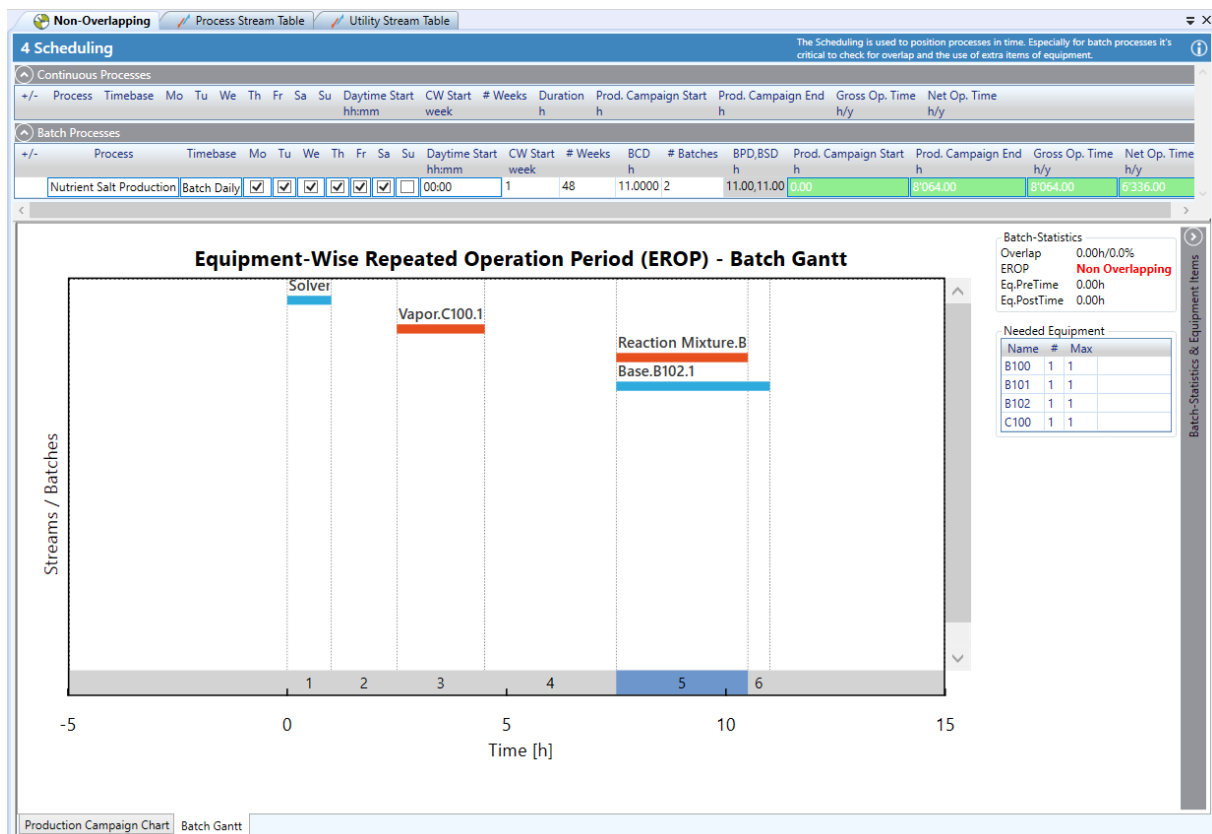 Non-Overlapping Process Stream Table Utility Stream Table
4 Scheduling
The Scheduling is used to position processes in time. Especially for batch processes it's
critical to check for overlap and the use of extra items of equipment.
Continuous Processes
+/- Process Timebase Mo Tu We Th Fr Sa Su Daytime Start CW Start # Weeks Duration Prod. Campaign Start Prod. Campaign End Gross Op. Time Net Op. Time
hh:mm week h h h h/y h/y
Batch Processes
+/- Process Timebase Mo Tu We Th Fr Sa Su Daytime Start CW Start # Weeks BCD # Batches BPD,BSD Prod. Campaign Start Prod. Campaign End Gross Op. Time Net Op. Time
hh:mm week h h h h h/y h/y
Nutrient Salt Production Batch Daily 00:00 1 48 11.0000 2 11.00,11.00 0.00 8'064.00 8'064.00 6'336.00
Equipment-Wise Repeated Operation Period (EROP) - Batch Gantt
Solver
Vapor.C100.1
Reaction Mixture.B
Base.B102.1
Streams / Batches
1 2 3 4 5 6
-5 0 5 10 15
Time [h]
Batch-Statistics
Overlap 0.00h/0.0%
EROP Non Overlapping
Eq.PreTime 0.00h
Eq.PostTime 0.00h
Needed Equipment
Name # Max
B100 1 1
B101 1 1
B102 1 1
C100 1 1
Batch-Statistics & Equipment Items
Production Campaign Chart Batch Gantt